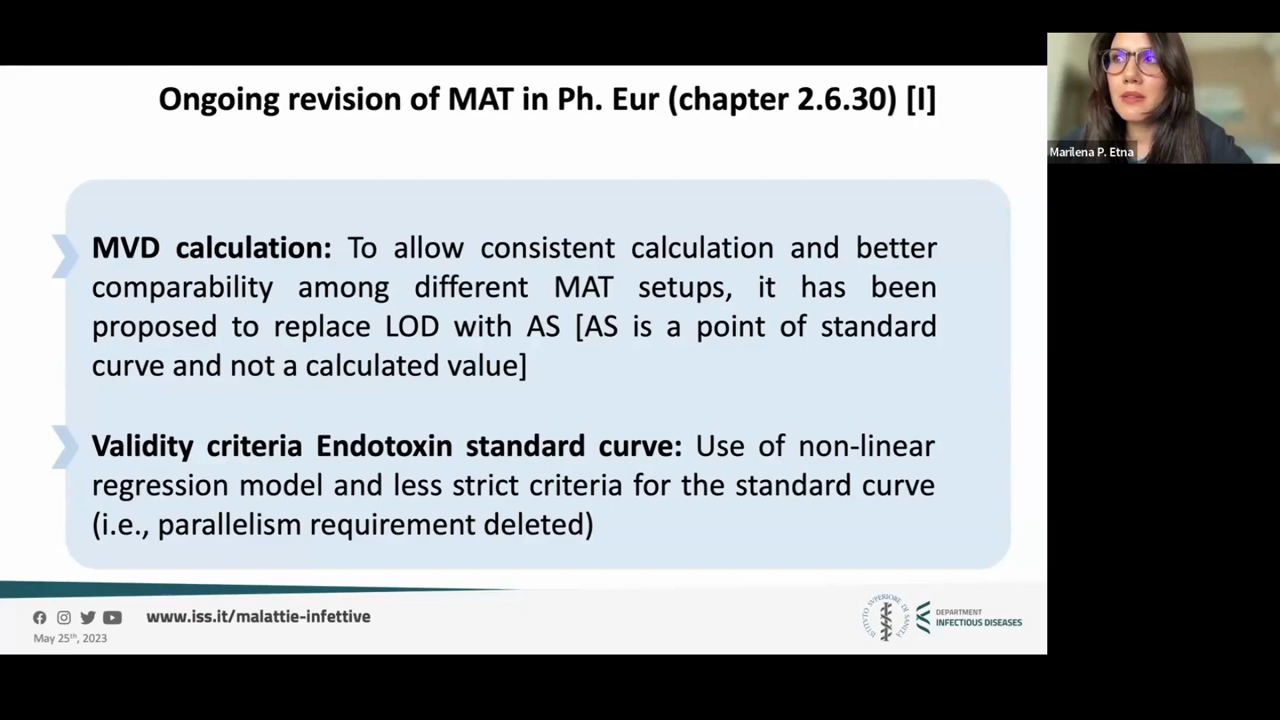 Ongoing revision of MAT in Ph. Eur (chapter 2.6.30) [I]
Marilena P. Etna
MVD calculation: To allow consistent calculation and better
comparability among different MAT setups, it has been
proposed to replace LOD with AS [AS is a point of standard
curve and not a calculated value]
Validity criteria Endotoxin standard curve: Use of non-linear
regression model and less strict criteria for the standard curve
(i.e., parallelism requirement deleted)
www.iss.it/malattie-infettive
May 25th, 2023
ISTITVTO SVPERIORE DI SANITÀ
DEPARTMENT
INFECTIOUS DISEASES